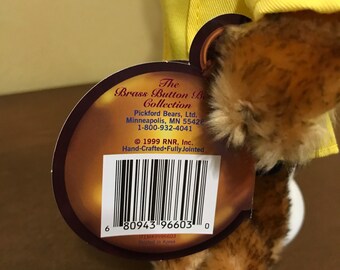 The
Brass Button
Collection
Pickford Bears, Ltd.
Minneapolis, MN
1-800-932-4041
© 1999 RNR, Inc.
Hand-Crafted•Fully Jointed
6 80943 96603 0